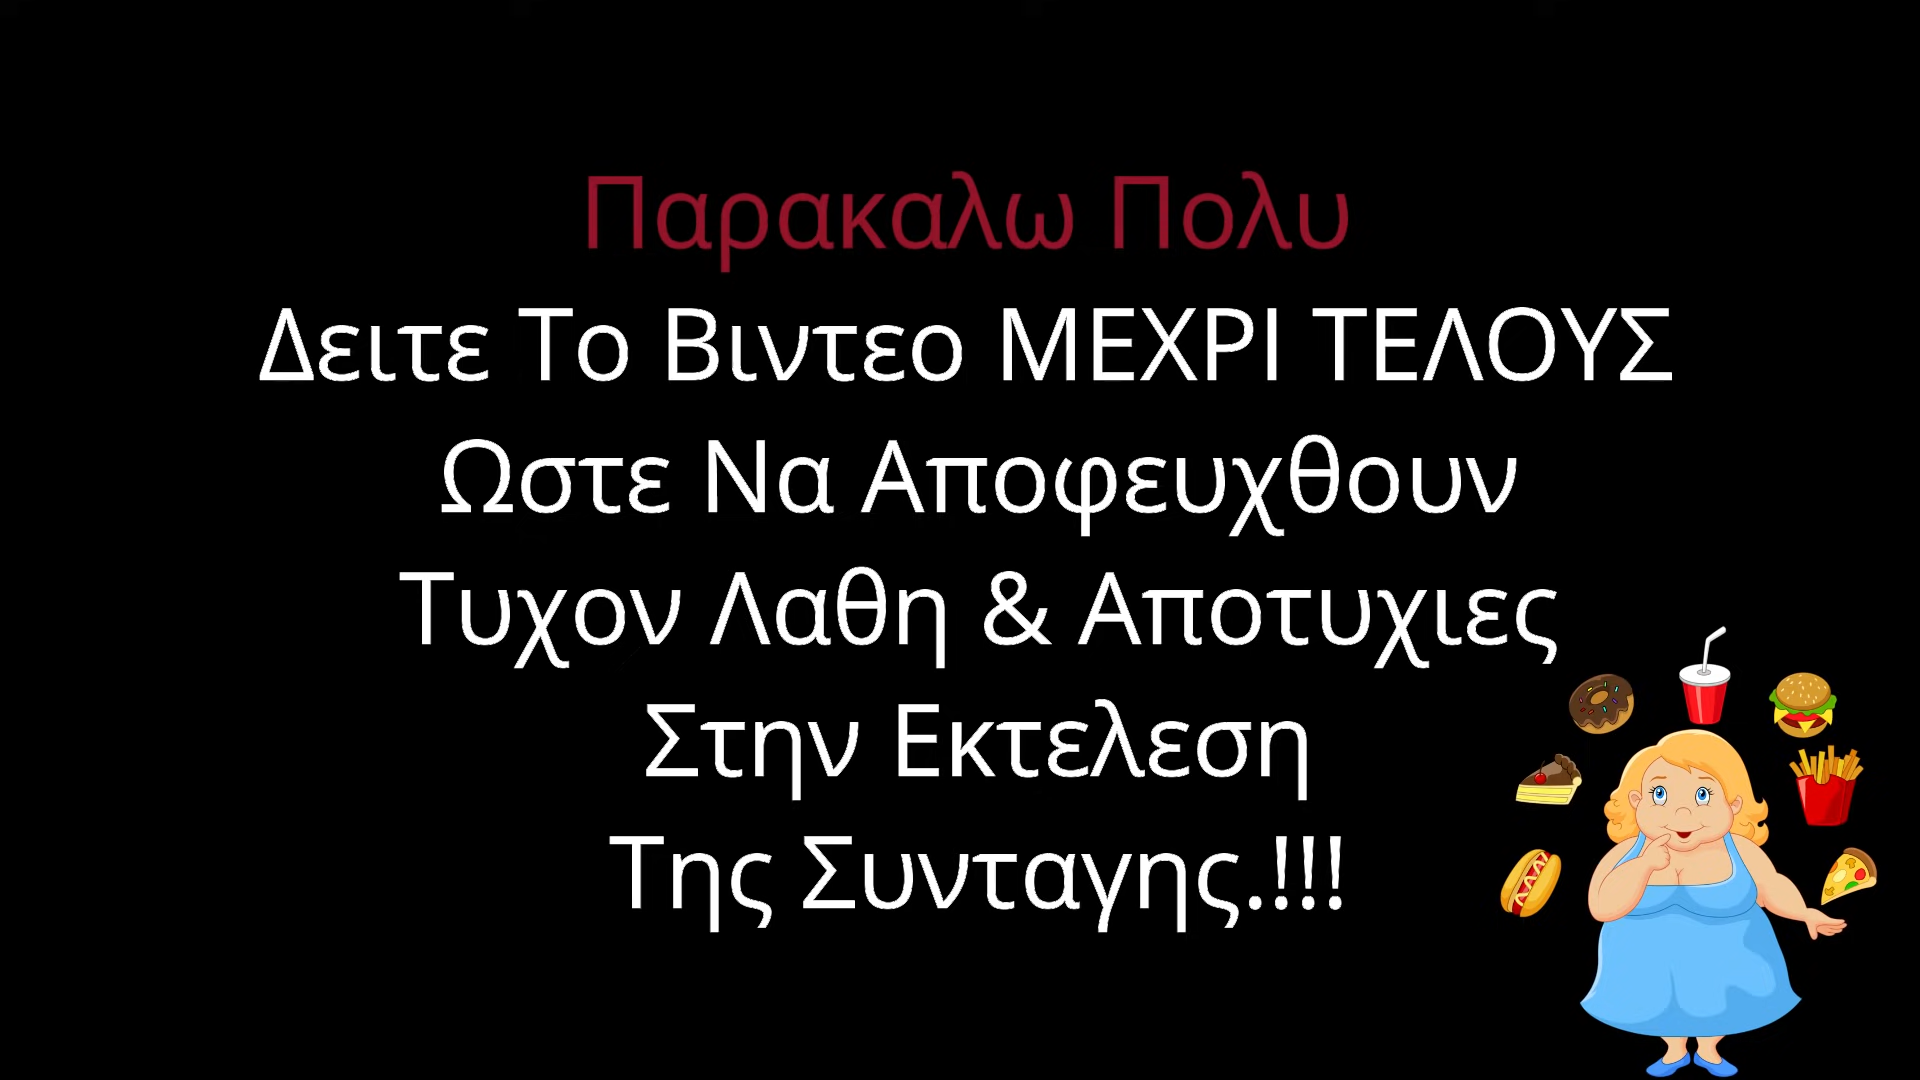 Παρακαλω Πολυ
Δειτε Το Βιντεο ΜΕΧΡΙ ΤΕΛΟΥΣ
Ωστε Να Αποφευχθουν
Τυχον Λαθη & Αποτυχιες
Στην Εκτελεση
Της Συνταγης.!!!